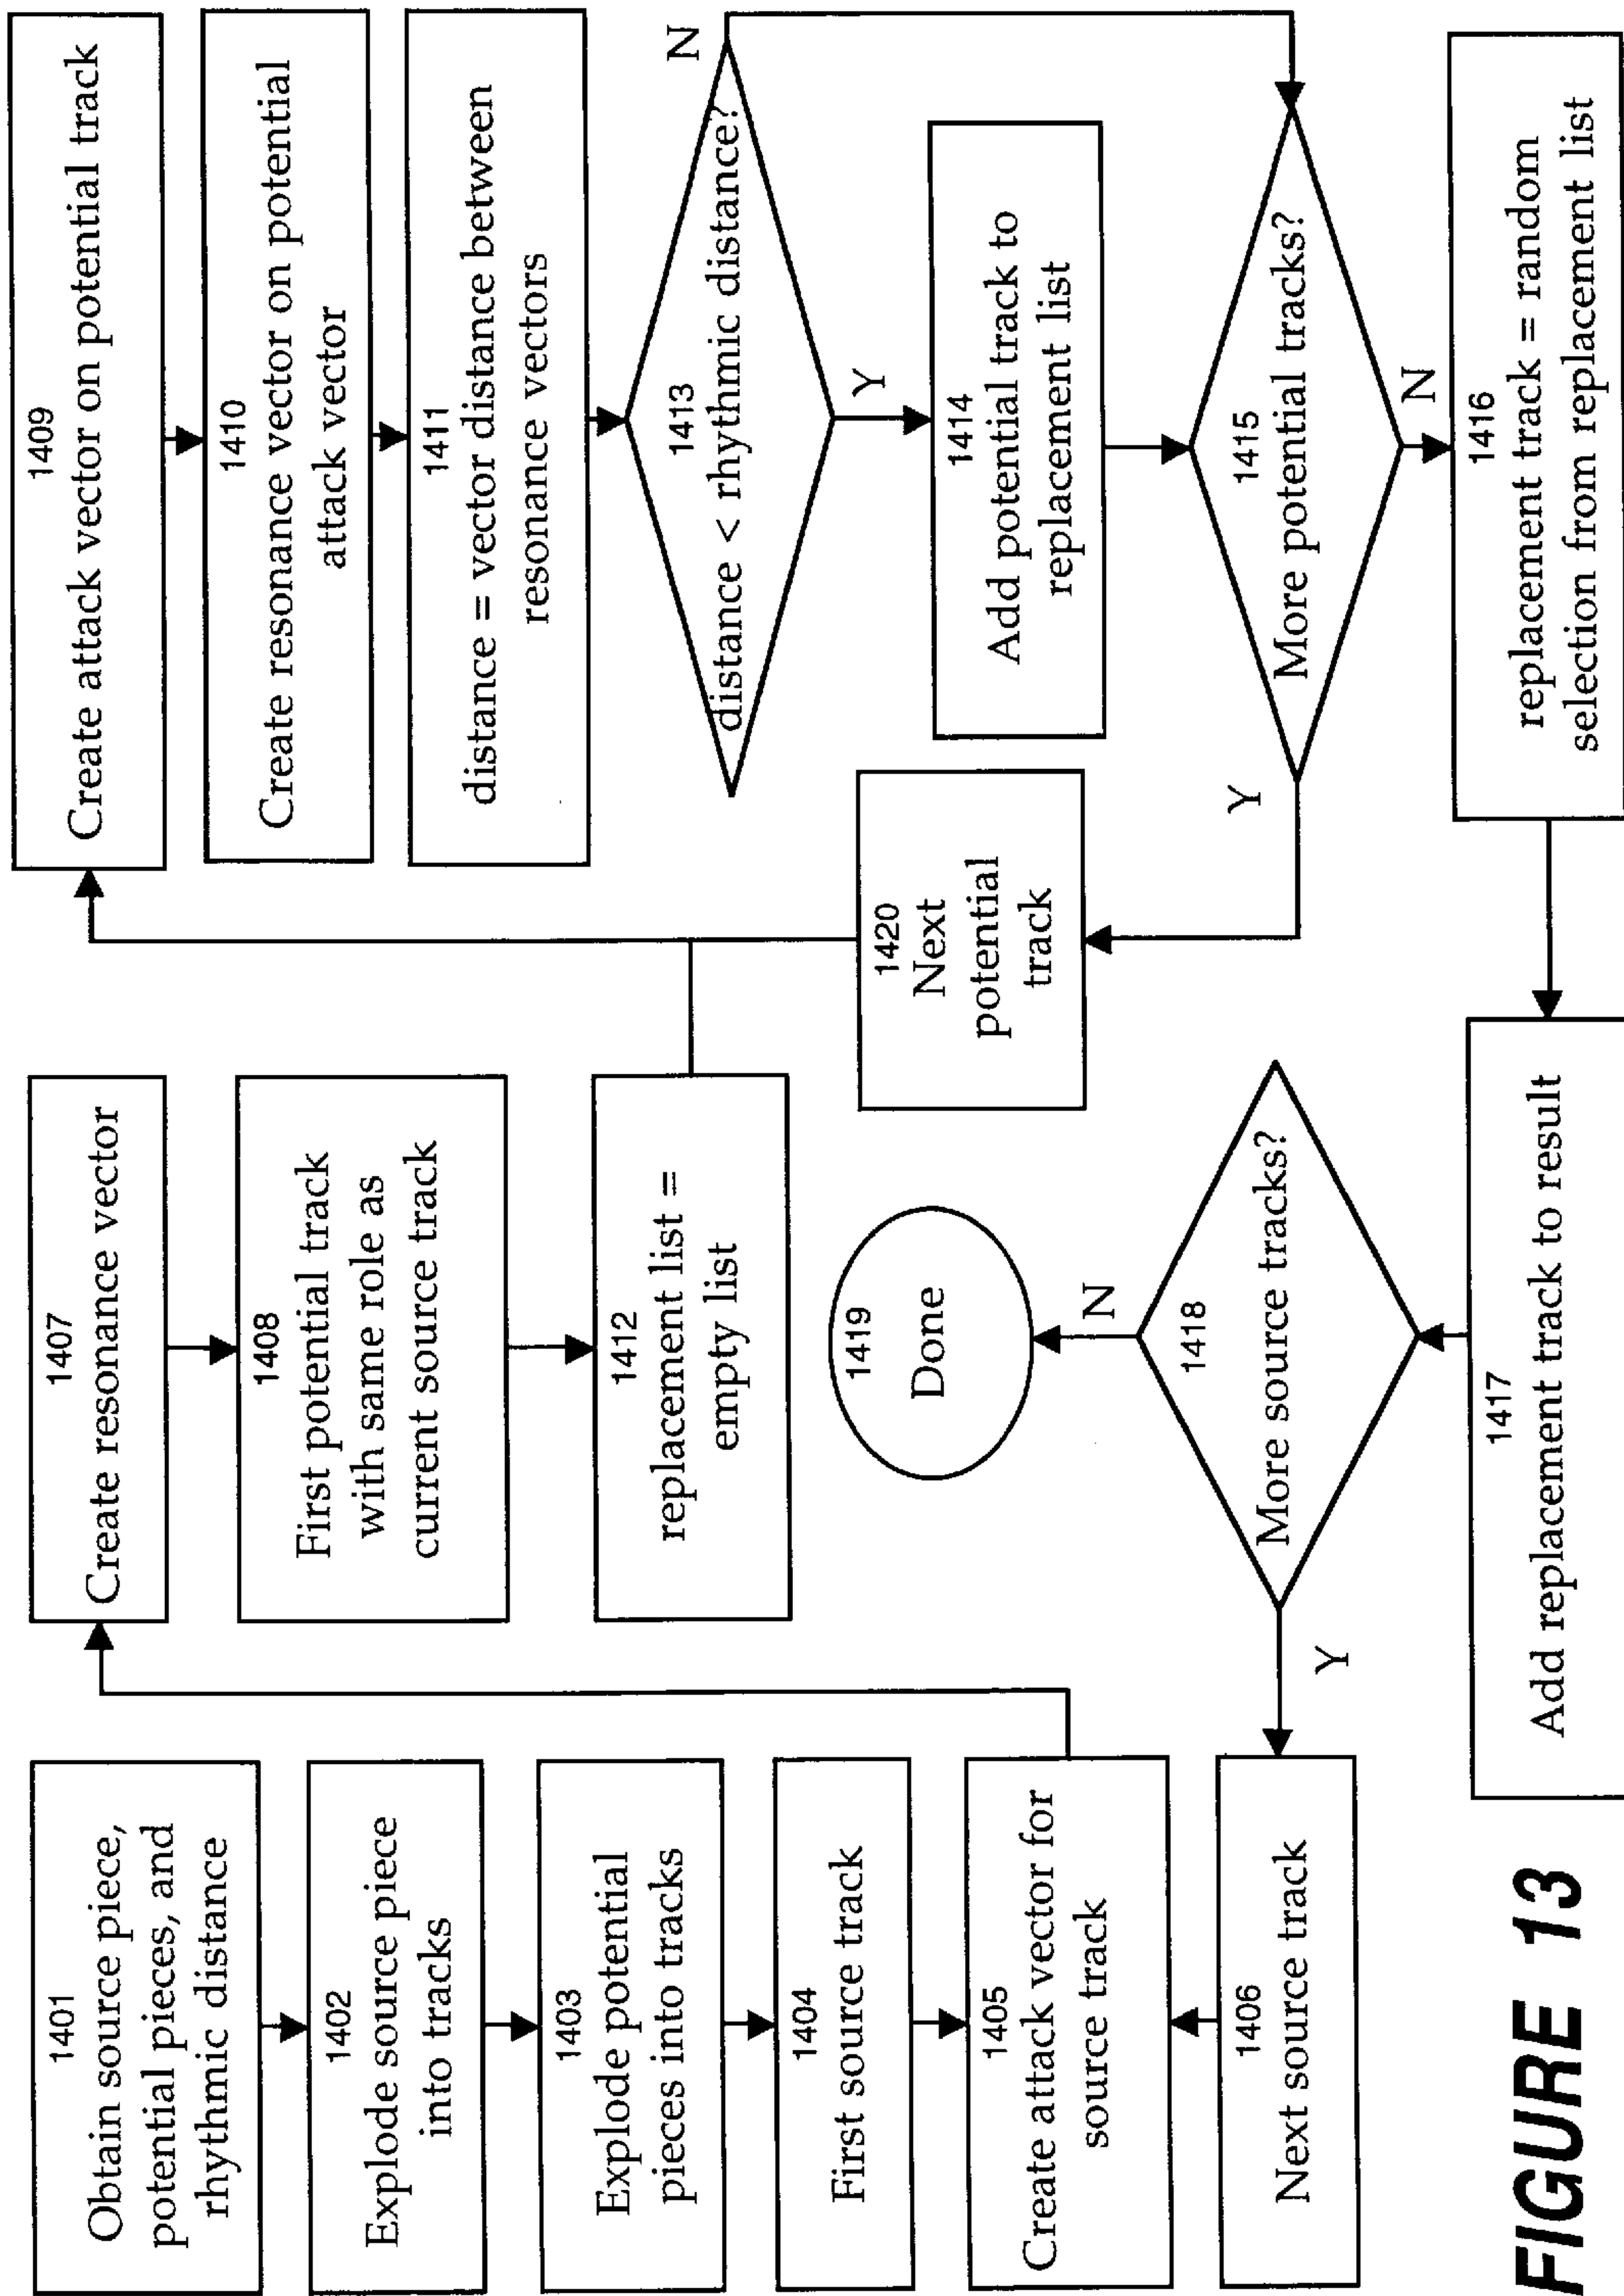 1401
Obtain source piece,
potential pieces, and
rhythmic distance
1402
Explode source piece
into tracks
1403
Explode potential
pieces into tracks
1404
First source track
1405
Create attack vector for
source track
1406
Next source track
1407
Create resonance vector
1408
First potential track
with same role as
current source track
1412
replacement list =
empty list
1419
Done
N
1418
More source tracks?
Y
1417
Add replacement track to result
1409
Create attack vector on potential track
1410
Create resonance vector on potential
attack vector
1411
distance = vector distance between
resonance vectors
1413
distance < rhythmic distance?
N
Y
1414
Add potential track to
replacement list
1420
Next
potential
track
1415
More potential tracks?
Y
N
1416
replacement track = random
selection from replacement list
FIGURE 13